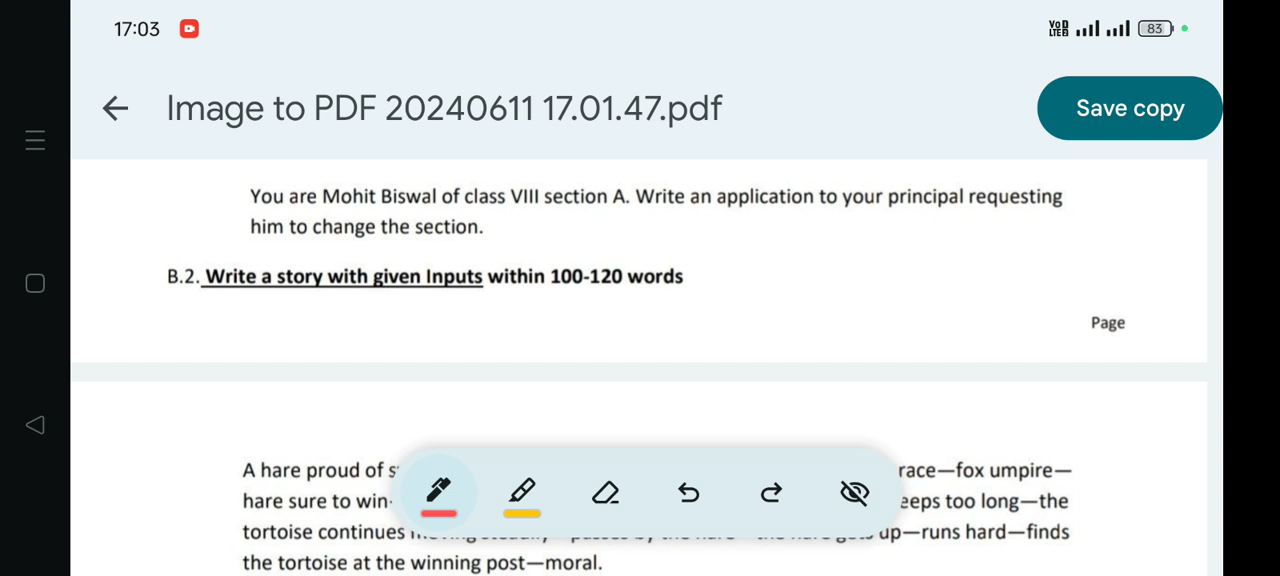 17:03
Vo LTE 2 83
Image to PDF 20240611 17.01.47.pdf
Save copy
You are Mohit Biswal of class VIII section A. Write an application to your principal requesting
him to change the section.
B.2. Write a story with given Inputs within 100-120 words
Page
A hare proud of race—fox umpire—
hare sure to win too long—the
tortoise continues up—runs hard—finds
the tortoise at the winning post—moral.